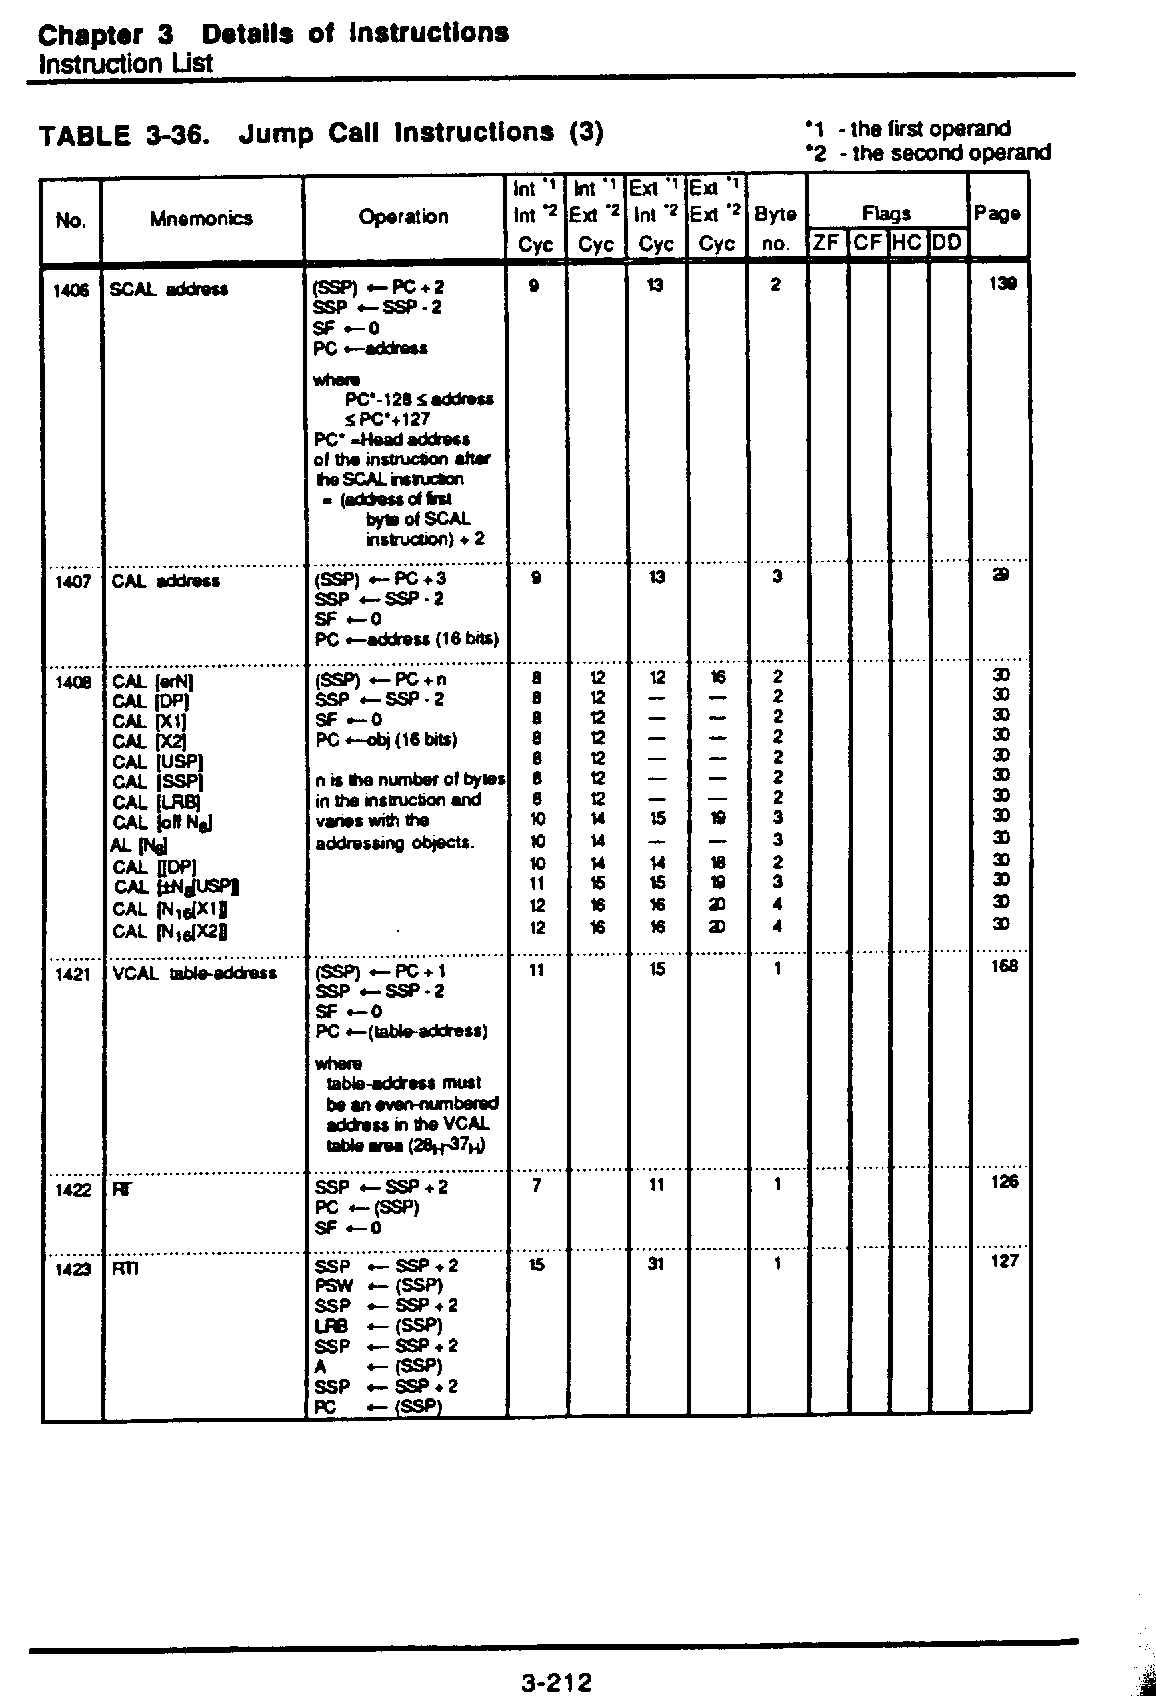 Chapter 3 Details of Instructions
Instruction List
TABLE 3-36. Jump Call Instructions (3)
*1 - the first operand
*2 - the second operand
No. Mnemonics Operation Int *1 Int *2 Cyc Int *1 Ext *2 Cyc Ext *1 Int *2 Cyc Ext *1 Ext *2 Cyc Byte no. Flags ZF CF HC DD Page
1406 SCAL address (SSP) ← PC + 2 9 13 2 139
SSP ← SSP - 2
SF ← 0
PC ← address
where
PC*-128 ≤ address
≤ PC*+127
PC* =Head address
of the instruction after
the SCAL instruction
= (address of first
byte of SCAL
instruction) + 2
1407 CAL address (SSP) ← PC + 3 9 13 3 29
SSP ← SSP - 2
SF ← 0
PC ← address (16 bits)
1408 CAL [erN] (SSP) ← PC + n 8 12 12 16 2 30
CAL [DP] SSP ← SSP - 2 8 12 — — 2 30
CAL [X1] SF ← 0 8 12 — — 2 30
CAL [X2] PC ← obj (16 bits) 8 12 — — 2 30
CAL [USP] 8 12 — — 2 30
CAL [SSP] n is the number of bytes 8 12 — — 2 30
CAL [LRB] in the instruction and 8 12 — — 2 30
CAL [off N8] varies with the 10 14 15 19 3 30
AL [N8] addressing objects. 10 14 — — 3 30
CAL [[DP] 10 14 14 18 2 30
CAL [±N8[USP]] 11 15 15 19 3 30
CAL [N16[X1]] 12 16 16 20 4 30
CAL [N16[X2]] 12 16 16 20 4 30
1421 VCAL table-address (SSP) ← PC + 1 11 15 1 168
SSP ← SSP - 2
SF ← 0
PC ← (table-address)
where
table-address must
be an even-numbered
address in the VCAL
table area (28H-37H)
1422 RT SSP ← SSP + 2 7 11 1 126
PC ← (SSP)
SF ← 0
1423 RTI SSP ← SSP + 2 15 31 1 127
PSW ← (SSP)
SSP ← SSP + 2
LRB ← (SSP)
SSP ← SSP + 2
A ← (SSP)
SSP ← SSP + 2
PC ← (SSP)
3-212